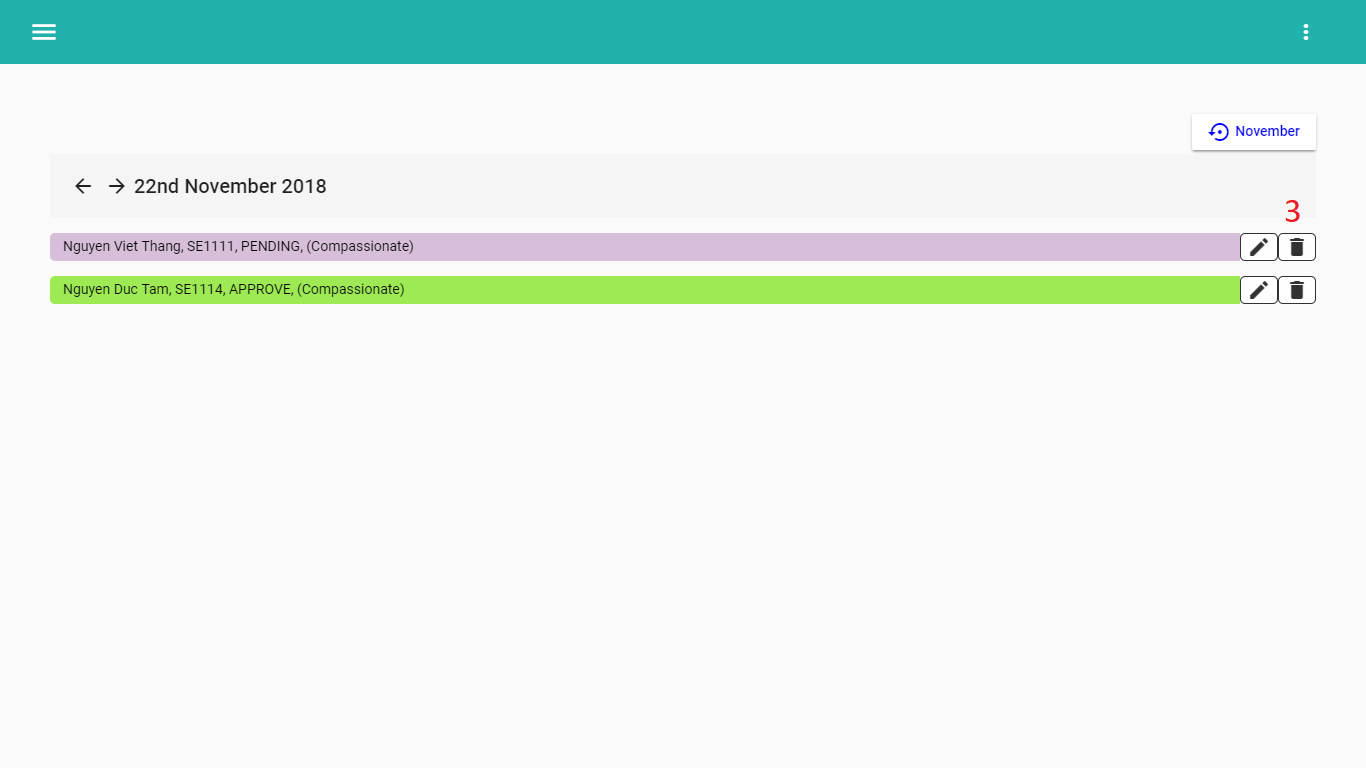 November
22nd November 2018
3
Nguyen Viet Thang, SE1111, PENDING, (Compassionate)
Nguyen Duc Tam, SE1114, APPROVE, (Compassionate)